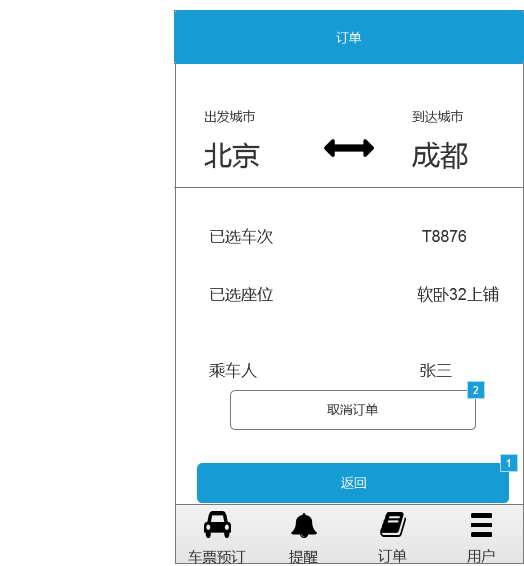 订单
出发城市 到达城市
北京 成都
已选车次 T8876
已选座位 软卧32上铺
乘车人 张三
2
取消订单
1
返回
车票预订 提醒 订单 用户